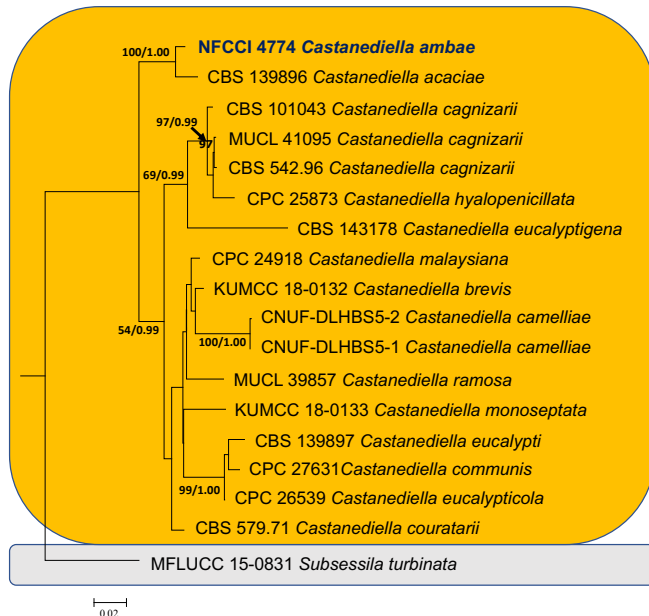 NFCCI 4774 Castanediella ambae
100/1.00
CBS 139896 Castanediella acaciae
CBS 101043 Castanediella cagnizarii
97/0.99
MUCL 41095 Castanediella cagnizarii
97
CBS 542.96 Castanediella cagnizarii
69/0.99
CPC 25873 Castanediella hyalopenicillata
CBS 143178 Castanediella eucalyptigena
CPC 24918 Castanediella malaysiana
KUMCC 18-0132 Castanediella brevis
CNUF-DLHBS5-2 Castanediella camelliae
54/0.99
100/1.00
CNUF-DLHBS5-1 Castanediella camelliae
MUCL 39857 Castanediella ramosa
KUMCC 18-0133 Castanediella monoseptata
CBS 139897 Castanediella eucalypti
CPC 27631Castanediella communis
99/1.00
CPC 26539 Castanediella eucalypticola
CBS 579.71 Castanediella couratarii
MFLUCC 15-0831 Subsessila turbinata
0.02